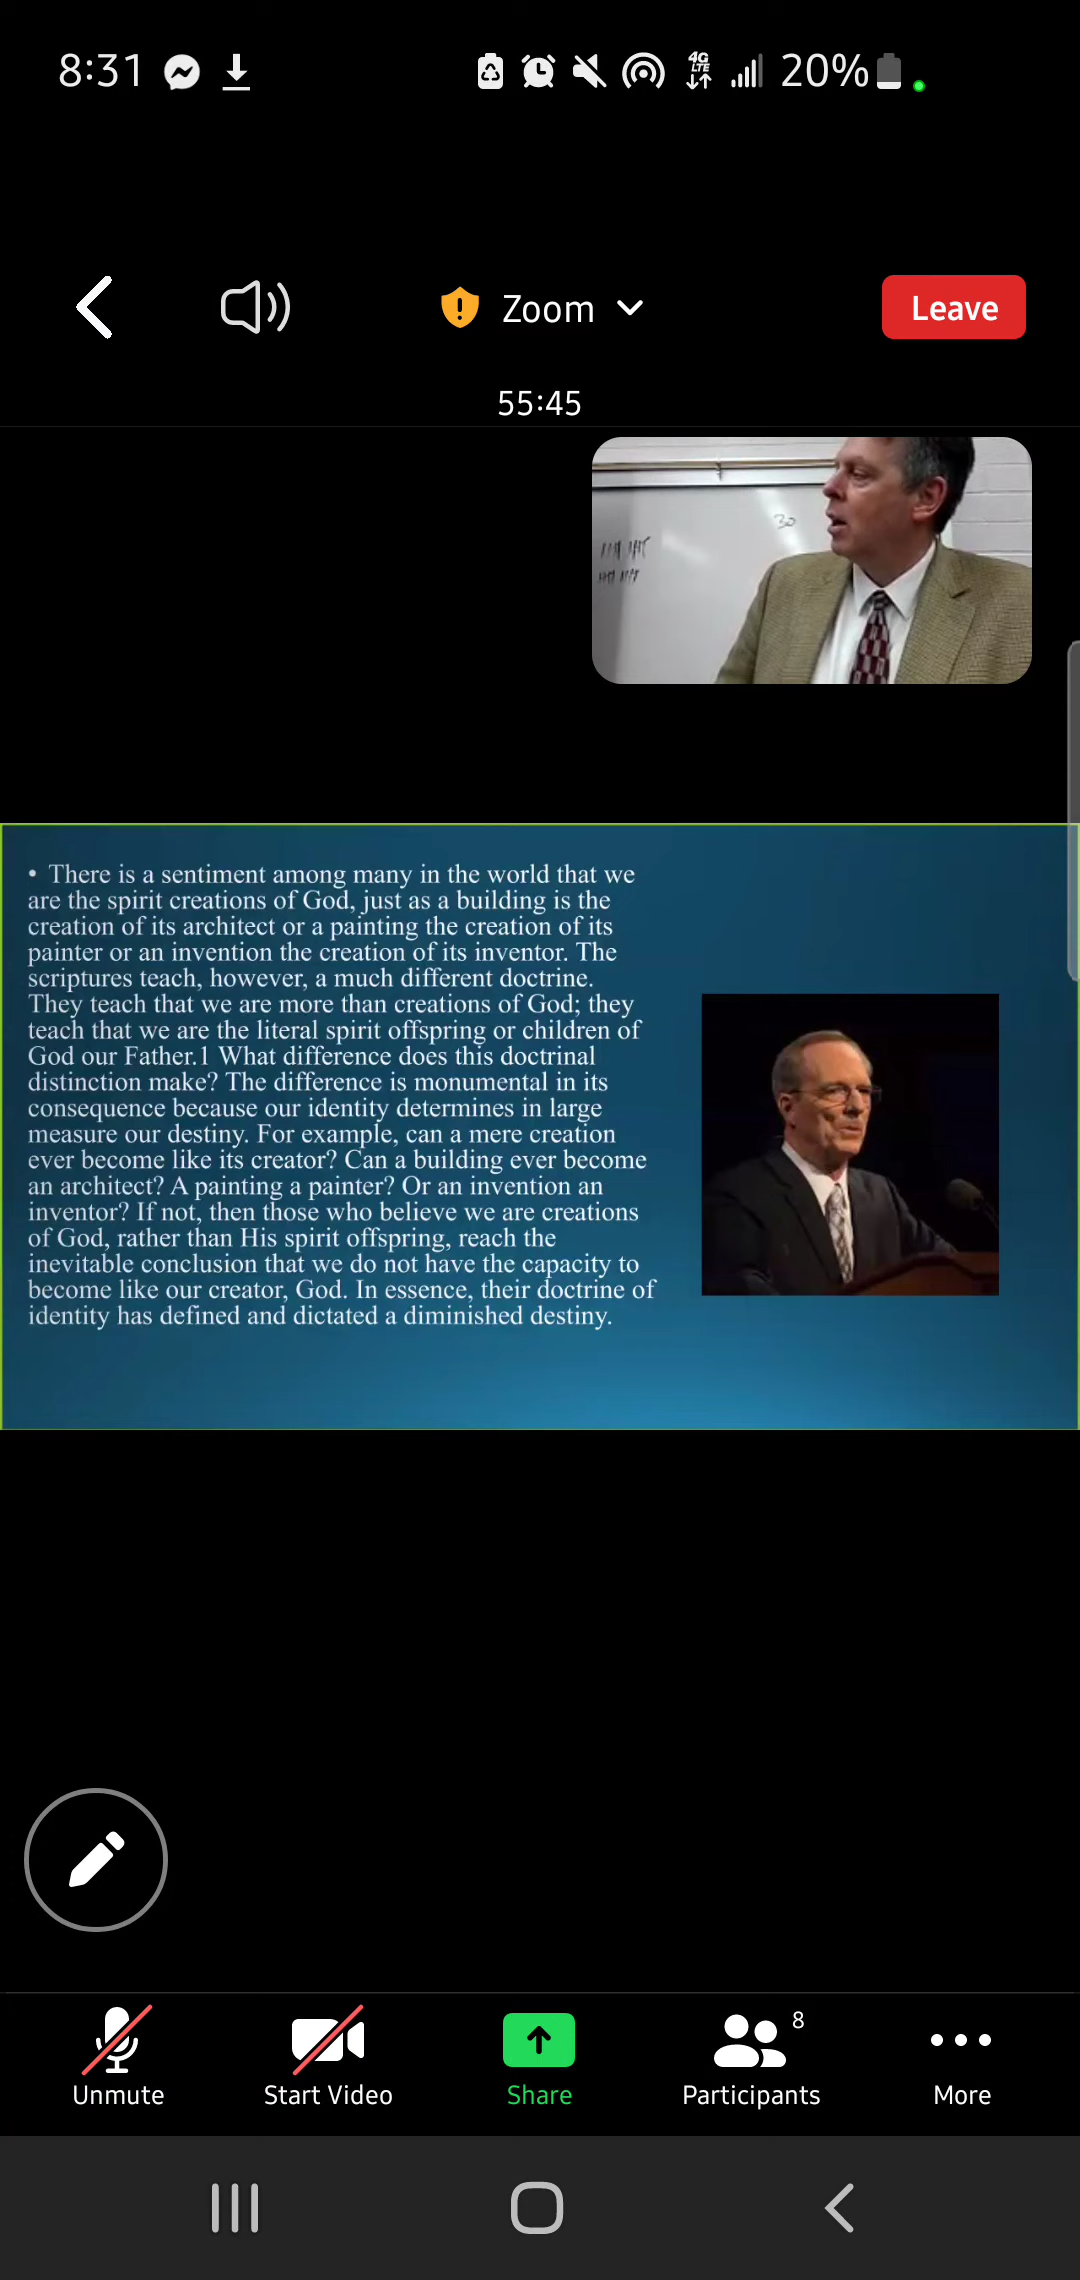 8:31
4G
LTE
20%
Zoom
Leave
55:45
30
• There is a sentiment among many in the world that we
are the spirit creations of God, just as a building is the
creation of its architect or a painting the creation of its
painter or an invention the creation of its inventor. The
scriptures teach, however, a much different doctrine.
They teach that we are more than creations of God; they
teach that we are the literal spirit offspring or children of
God our Father.1 What difference does this doctrinal
distinction make? The difference is monumental in its
consequence because our identity determines in large
measure our destiny. For example, can a mere creation
ever become like its creator? Can a building ever become
an architect? A painting a painter? Or an invention an
inventor? If not, then those who believe we are creations
of God, rather than His spirit offspring, reach the
inevitable conclusion that we do not have the capacity to
become like our creator, God. In essence, their doctrine of
identity has defined and dictated a diminished destiny.
8
Unmute
Start Video
Share
Participants
More